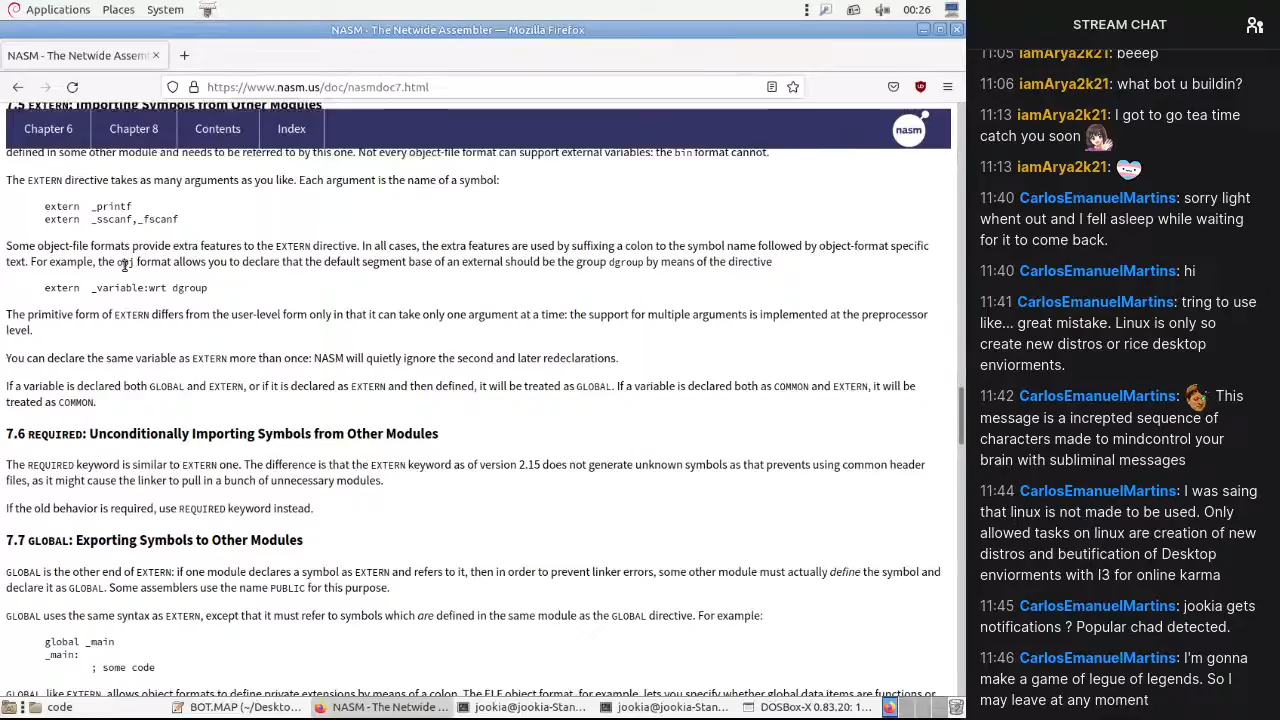 Applications Places System 00:26
NASM - The Netwide Assembler — Mozilla Firefox
NASM - The Netwide Assemb
https://www.nasm.us/doc/nasmdoc7.html
7.5 EXTERN: Importing Symbols from Other Modules
Chapter 6 Chapter 8 Contents Index nasm
defined in some other module and needs to be referred to by this one. Not every object-file format can support external variables: the bin format cannot.
The EXTERN directive takes as many arguments as you like. Each argument is the name of a symbol:
extern _printf
extern _sscanf,_fscanf
Some object-file formats provide extra features to the EXTERN directive. In all cases, the extra features are used by suffixing a colon to the symbol name followed by object-format specific
text. For example, the obj format allows you to declare that the default segment base of an external should be the group dgroup by means of the directive
extern _variable:wrt dgroup
The primitive form of EXTERN differs from the user-level form only in that it can take only one argument at a time: the support for multiple arguments is implemented at the preprocessor
level.
You can declare the same variable as EXTERN more than once: NASM will quietly ignore the second and later redeclarations.
If a variable is declared both GLOBAL and EXTERN, or if it is declared as EXTERN and then defined, it will be treated as GLOBAL. If a variable is declared both as COMMON and EXTERN, it will be
treated as COMMON.
7.6 REQUIRED: Unconditionally Importing Symbols from Other Modules
The REQUIRED keyword is similar to EXTERN one. The difference is that the EXTERN keyword as of version 2.15 does not generate unknown symbols as that prevents using common header
files, as it might cause the linker to pull in a bunch of unnecessary modules.
If the old behavior is required, use REQUIRED keyword instead.
7.7 GLOBAL: Exporting Symbols to Other Modules
GLOBAL is the other end of EXTERN: if one module declares a symbol as EXTERN and refers to it, then in order to prevent linker errors, some other module must actually define the symbol and
declare it as GLOBAL. Some assemblers use the name PUBLIC for this purpose.
GLOBAL uses the same syntax as EXTERN, except that it must refer to symbols which are defined in the same module as the GLOBAL directive. For example:
global _main
_main:
; some code
GLOBAL, like EXTERN, allows object formats to define private extensions by means of a colon. The ELF object format, for example, lets you specify whether global data items are functions or
code BOT.MAP (~/Deskto... NASM - The Netwide ... jookia@jookia-Stan... jookia@jookia-Stan... DOSBox-X 0.83.20: 1...
STREAM CHAT
11:05 iamArya2k21: beeep
11:06 iamArya2k21: what bot u buildin?
11:13 iamArya2k21: I got to go tea time
catch you soon
11:13 iamArya2k21:
11:40 CarlosEmanuelMartins: sorry light
whent out and I fell asleep while waiting
for it to come back.
11:40 CarlosEmanuelMartins: hi
11:41 CarlosEmanuelMartins: tring to use
like... great mistake. Linux is only so
create new distros or rice desktop
enviorments.
11:42 CarlosEmanuelMartins: This
message is a increpted sequence of
characters made to mindcontrol your
brain with subliminal messages
11:44 CarlosEmanuelMartins: I was saing
that linux is not made to be used. Only
allowed tasks on linux are creation of new
distros and beutification of Desktop
enviorments with I3 for online karma
11:45 CarlosEmanuelMartins: jookia gets
notifications ? Popular chad detected.
11:46 CarlosEmanuelMartins: I'm gonna
make a game of legue of legends. So I
may leave at any moment